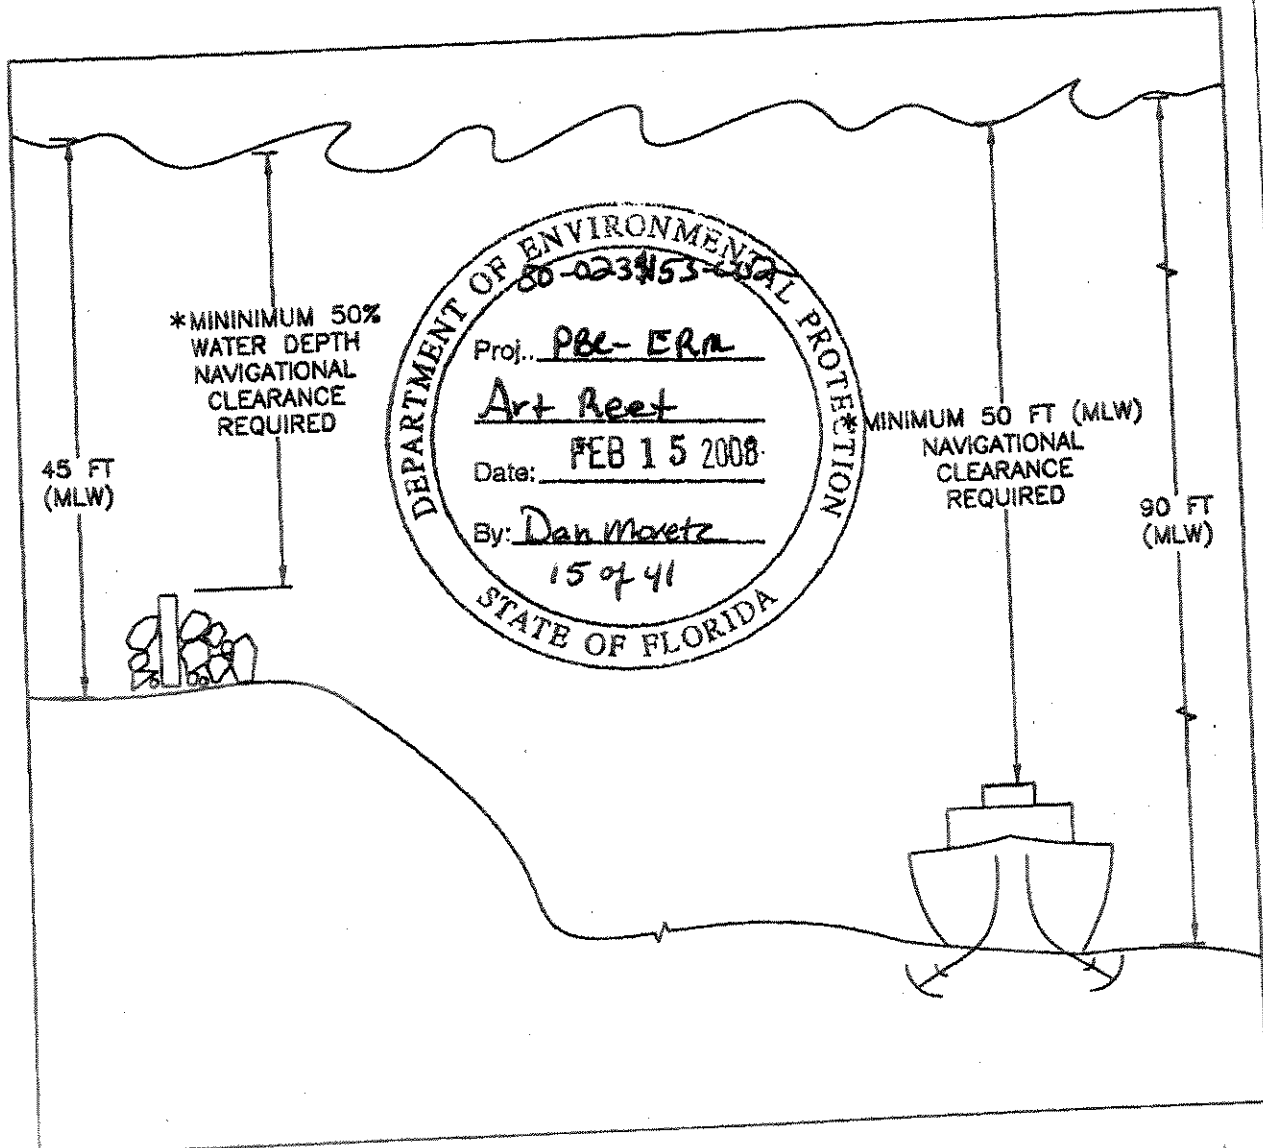 *MININIMUM 50%
WATER DEPTH
NAVIGATIONAL
CLEARANCE
REQUIRED
45 FT
(MLW)
DEPARTMENT OF ENVIRONMENTAL PROTECTION
Proj.. PBC- ERM
Art Reef
Date: FEB 15 2008
By: Dan Moretz
15 of 41
STATE OF FLORIDA
*MINIMUM 50 FT (MLW)
NAVIGATIONAL
CLEARANCE
REQUIRED
90 FT
(MLW)